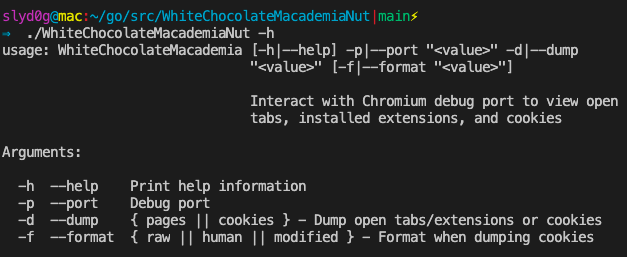 slyd0g@mac:~/go/src/WhiteChocolateMacademiaNut|main⚡
⇒ ./WhiteChocolateMacademiaNut -h
usage: WhiteChocolateMacademia [-h|--help] -p|--port "<value>" -d|--dump
"<value>" [-f|--format "<value>"]
Interact with Chromium debug port to view open
tabs, installed extensions, and cookies
Arguments:
-h --help Print help information
-p --port Debug port
-d --dump { pages || cookies } - Dump open tabs/extensions or cookies
-f --format { raw || human || modified } - Format when dumping cookies